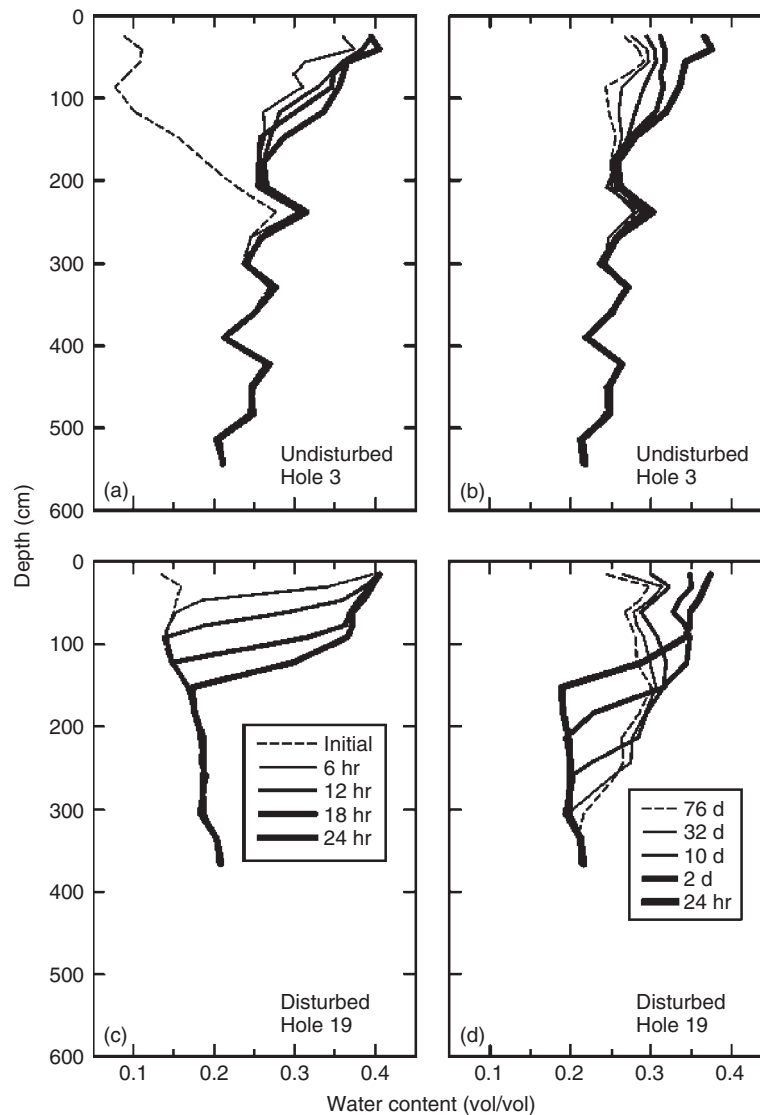 0
100
200
300
400
500
600
(a)
Undisturbed
Hole 3
(b)
Undisturbed
Hole 3
Depth (cm)
0
100
200
300
400
500
600
Initial
6 hr
12 hr
18 hr
24 hr
(c)
Disturbed
Hole 19
76 d
32 d
10 d
2 d
24 hr
(d)
Disturbed
Hole 19
0.1 0.2 0.3 0.4 0.1 0.2 0.3 0.4
Water content (vol/vol)